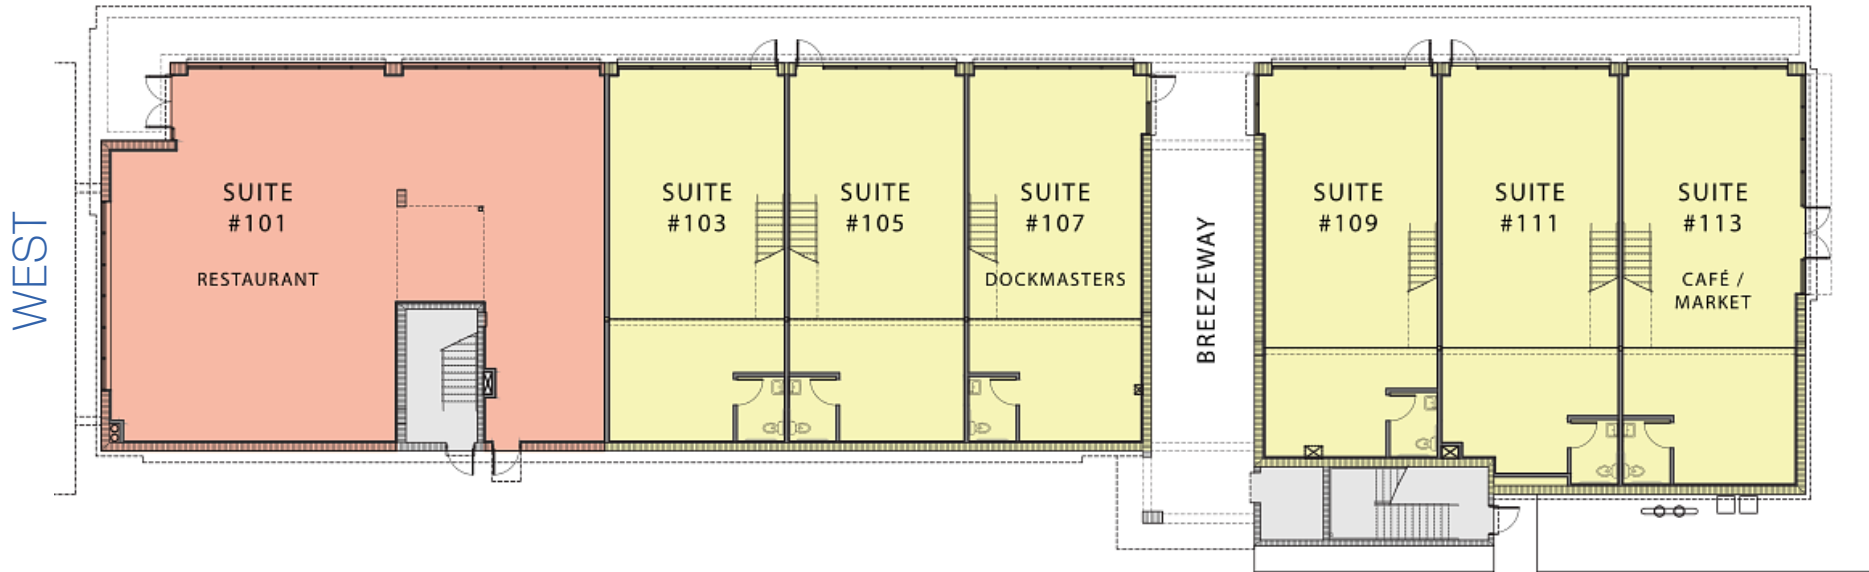 WEST
SUITE
#101
RESTAURANT
SUITE
#103
SUITE
#105
SUITE
#107
DOCKMASTERS
BREEZEWAY
SUITE
#109
SUITE
#111
SUITE
#113
CAFÉ /
MARKET